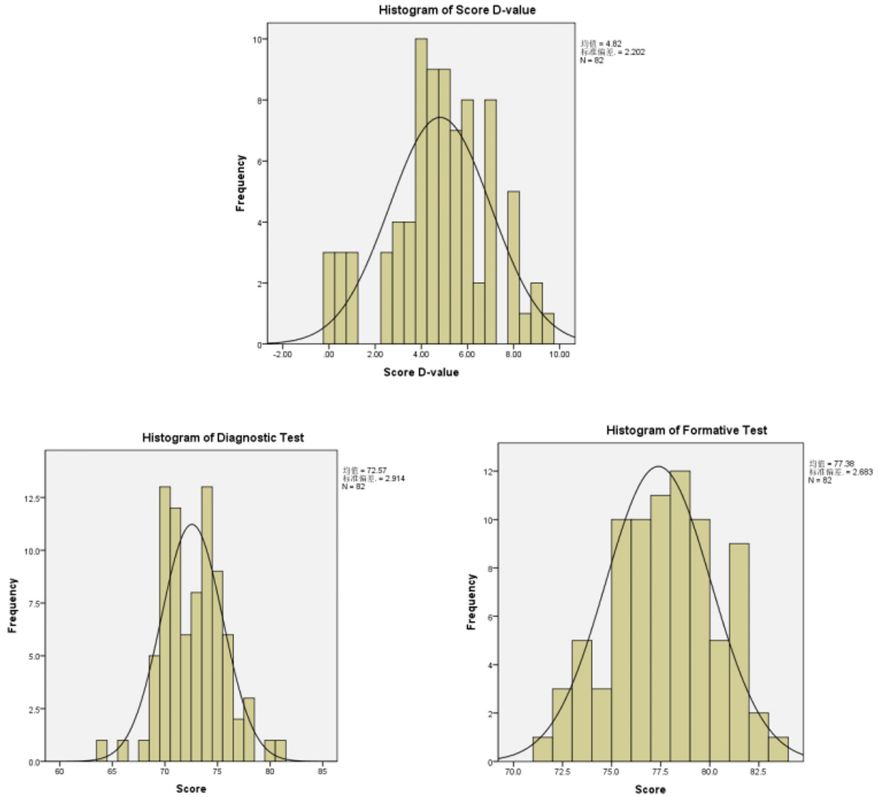 Histogram of Score D-value
均值 = 4.82
标准偏差. = 2.202
N = 82
10
8
6
4
2
0
Frequency
-2.00 .00 2.00 4.00 6.00 8.00 10.00
Score D-value
Histogram of Diagnostic Test
均值 = 72.57
标准偏差. = 2.914
N = 82
12.5
10.0
7.5
5.0
2.5
0.0
Frequency
60 65 70 75 80 85
Score
Histogram of Formative Test
均值 = 77.38
标准偏差. = 2.683
N = 82
12
10
8
6
4
2
0
Frequency
70.0 72.5 75.0 77.5 80.0 82.5
Score